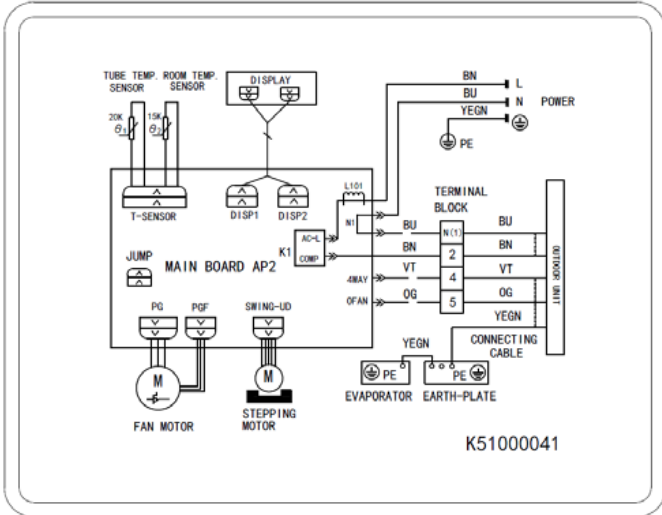 TUBE TEMP. ROOM TEMP.
SENSOR SENSOR
20K
θ1
15K
θ2
T-SENSOR
DISPLAY
DISP1
DISP2
L101
N1
AC-L
K1
COMP
JUMP
MAIN BOARD AP2
4WAY
OFAN
PG
PGF
SWING-UD
M
FAN MOTOR
M
STEPPING
MOTOR
BN
L
BU
N
POWER
YEGN
PE
TERMINAL
BLOCK
BU
N(1)
BU
BN
2
BN
VT
4
VT
OG
5
OG
YEGN
OUTDOOR UNIT
CONNECTING
CABLE
YEGN
PE
PE
EVAPORATOR
EARTH-PLATE
K51000041